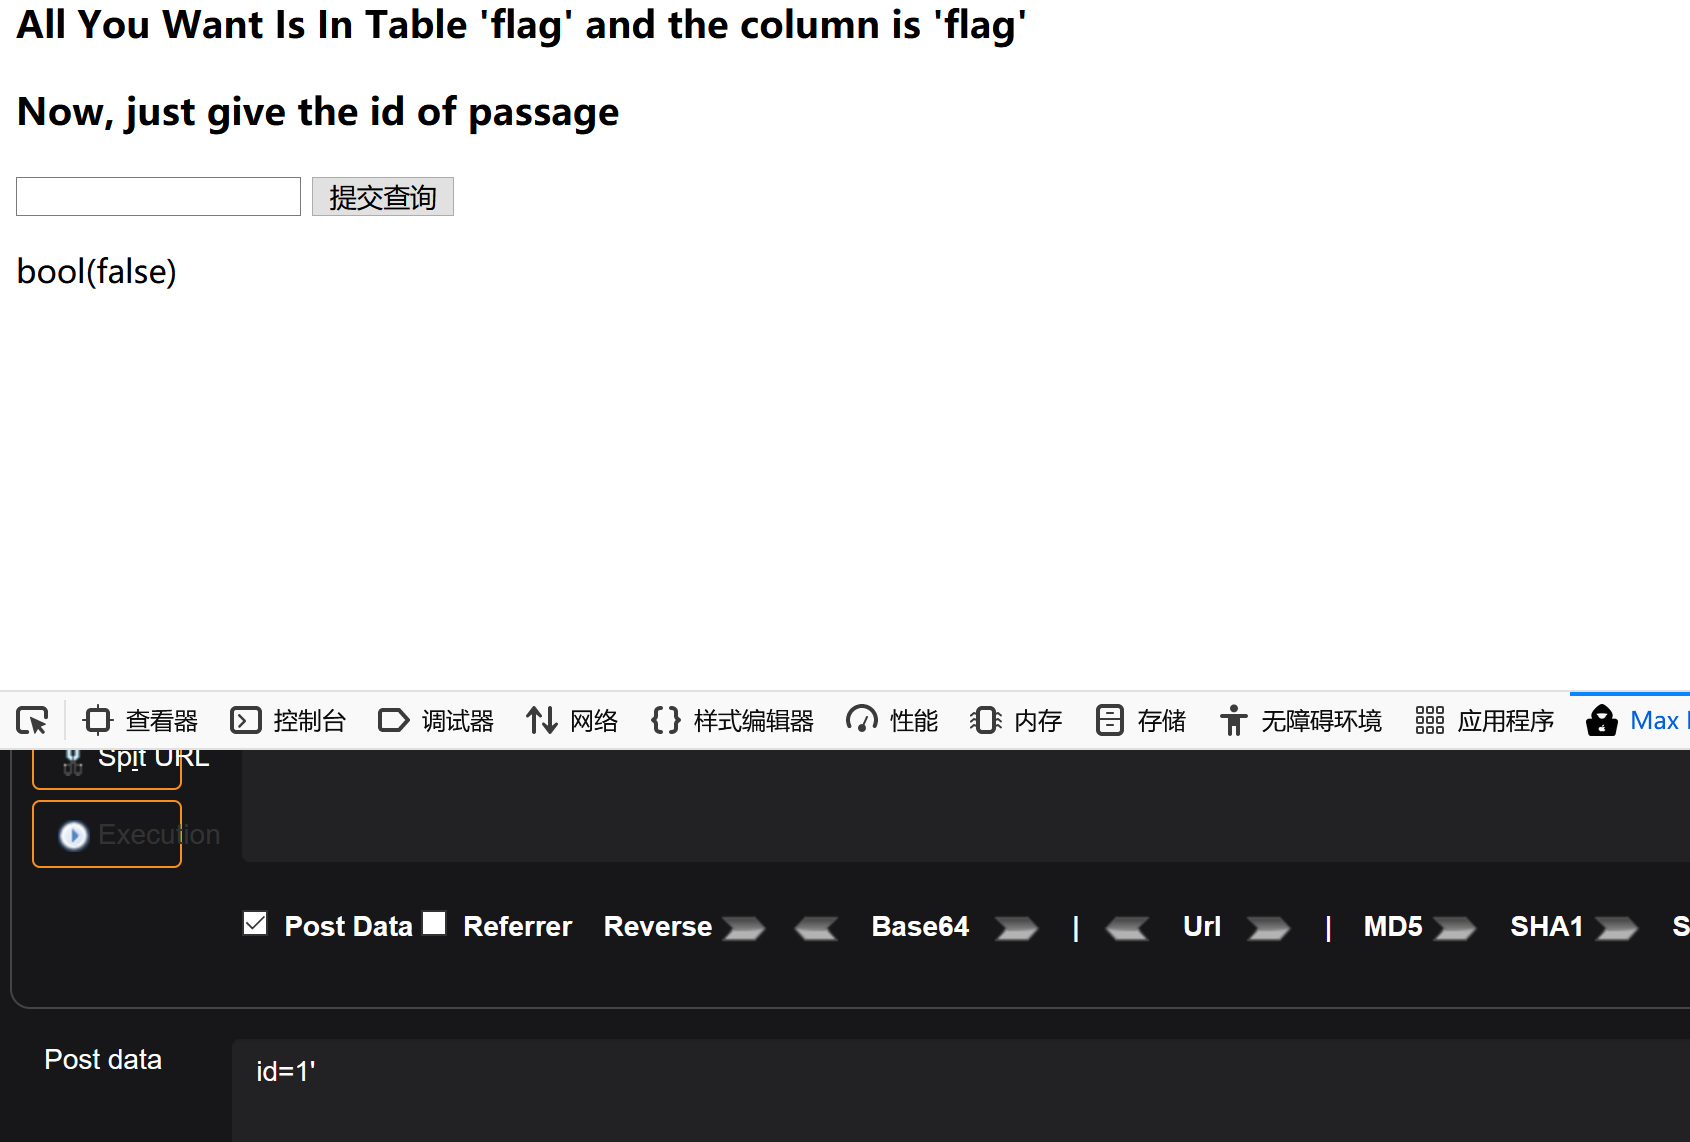 All You Want Is In Table 'flag' and the column is 'flag'
Now, just give the id of passage
提交查询
bool(false)
查看器 控制台 调试器 网络 样式编辑器 性能 内存 存储 无障碍环境 应用程序 Max
Spit URL
Execution
Post Data Referrer Reverse Base64 | Url | MD5 SHA1 S
Post data id=1'